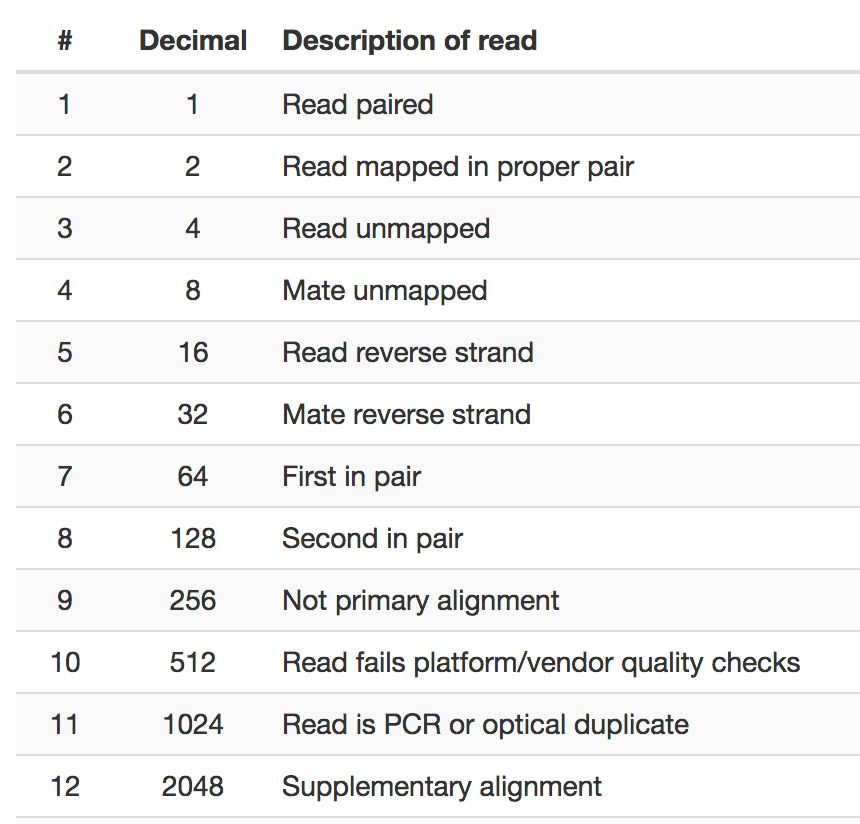 # Decimal Description of read
1 1 Read paired
2 2 Read mapped in proper pair
3 4 Read unmapped
4 8 Mate unmapped
5 16 Read reverse strand
6 32 Mate reverse strand
7 64 First in pair
8 128 Second in pair
9 256 Not primary alignment
10 512 Read fails platform/vendor quality checks
11 1024 Read is PCR or optical duplicate
12 2048 Supplementary alignment